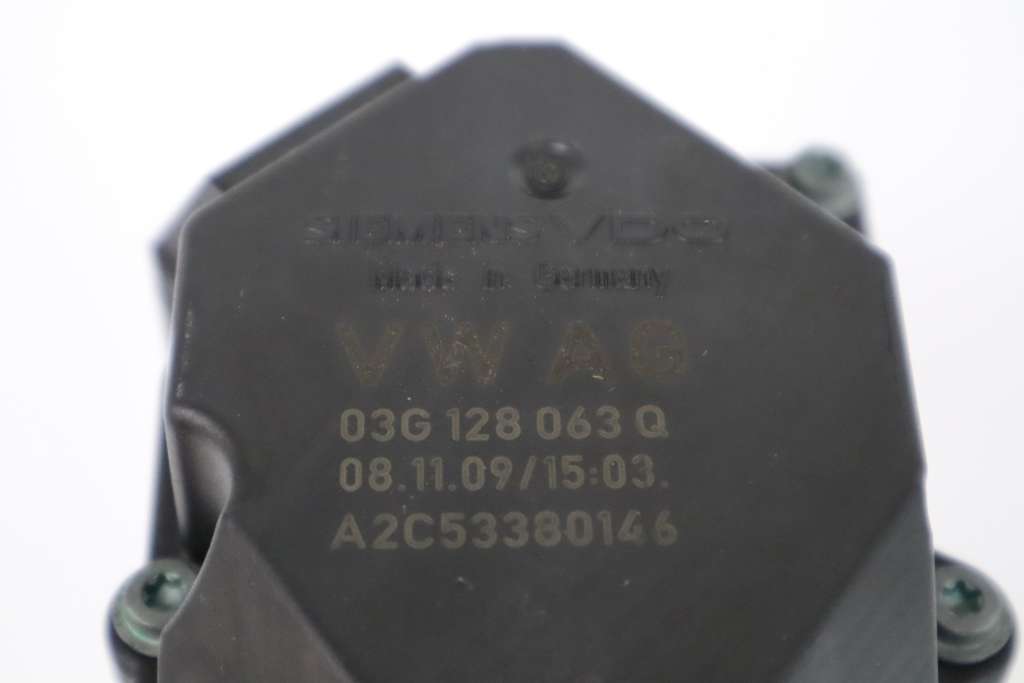 SIEMENS VDO
Made in Germany
VW AG
03G 128 063 Q
08.11.09/15:03.
A2C53380146